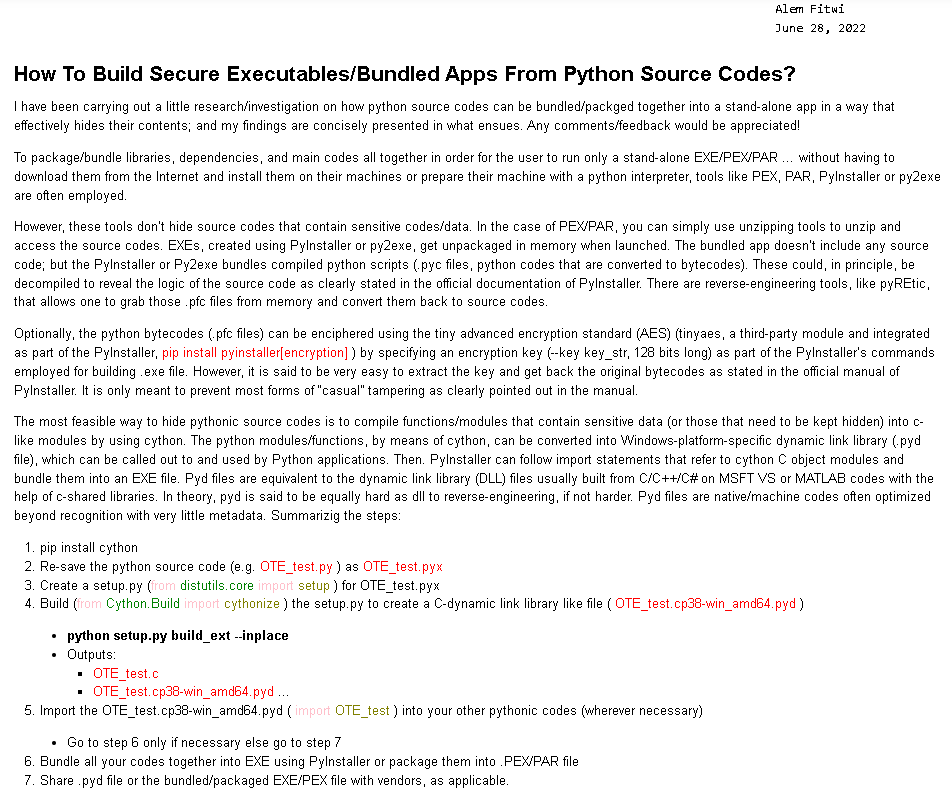 Alem Fitwi
June 28, 2022
How To Build Secure Executables/Bundled Apps From Python Source Codes?
I have been carrying out a little research/investigation on how python source codes can be bundled/packged together into a stand-alone app in a way that
effectively hides their contents; and my findings are concisely presented in what ensues. Any comments/feedback would be appreciated!
To package/bundle libraries, dependencies, and main codes all together in order for the user to run only a stand-alone EXE/PEX/PAR ... without having to
download them from the Internet and install them on their machines or prepare their machine with a python interpreter, tools like PEX, PAR, PyInstaller or py2exe
are often employed.
However, these tools don't hide source codes that contain sensitive codes/data. In the case of PEX/PAR, you can simply use unzipping tools to unzip and
access the source codes. EXEs, created using PyInstaller or py2exe, get unpackaged in memory when launched. The bundled app doesn't include any source
code; but the PyInstaller or Py2exe bundles compiled python scripts (.pyc files, python codes that are converted to bytecodes). These could, in principle, be
decompiled to reveal the logic of the source code as clearly stated in the official documentation of PyInstaller. There are reverse-engineering tools, like pyREtic,
that allows one to grab those .pfc files from memory and convert them back to source codes.
Optionally, the python bytecodes (.pfc files) can be enciphered using the tiny advanced encryption standard (AES) (tinyaes, a third-party module and integrated
as part of the PyInstaller, pip install pyinstaller[encryption] ) by specifying an encryption key (--key key_str, 128 bits long) as part of the PyInstaller's commands
employed for building .exe file. However, it is said to be very easy to extract the key and get back the original bytecodes as stated in the official manual of
PyInstaller. It is only meant to prevent most forms of "casual" tampering as clearly pointed out in the manual.
The most feasible way to hide pythonic source codes is to compile functions/modules that contain sensitive data (or those that need to be kept hidden) into c-
like modules by using cython. The python modules/functions, by means of cython, can be converted into Windows-platform-specific dynamic link library (.pyd
file), which can be called out to and used by Python applications. Then. PyInstaller can follow import statements that refer to cython C object modules and
bundle them into an EXE file. Pyd files are equivalent to the dynamic link library (DLL) files usually built from C/C++/C# on MSFT VS or MATLAB codes with the
help of c-shared libraries. In theory, pyd is said to be equally hard as dll to reverse-engineering, if not harder. Pyd files are native/machine codes often optimized
beyond recognition with very little metadata. Summarizig the steps:
1. pip install cython
2. Re-save the python source code (e.g. OTE_test.py ) as OTE_test.pyx
3. Create a setup.py (from distutils.core import setup ) for OTE_test.pyx
4. Build (from Cython.Build import cythonize ) the setup.py to create a C-dynamic link library like file ( OTE_test.cp38-win_amd64.pyd )
• python setup.py build_ext --inplace
• Outputs:
▪ OTE_test.c
▪ OTE_test.cp38-win_amd64.pyd ...
5. Import the OTE_test.cp38-win_amd64.pyd ( import OTE_test ) into your other pythonic codes (wherever necessary)
• Go to step 6 only if necessary else go to step 7
6. Bundle all your codes together into EXE using PyInstaller or package them into .PEX/PAR file
7. Share .pyd file or the bundled/packaged EXE/PEX file with vendors, as applicable.